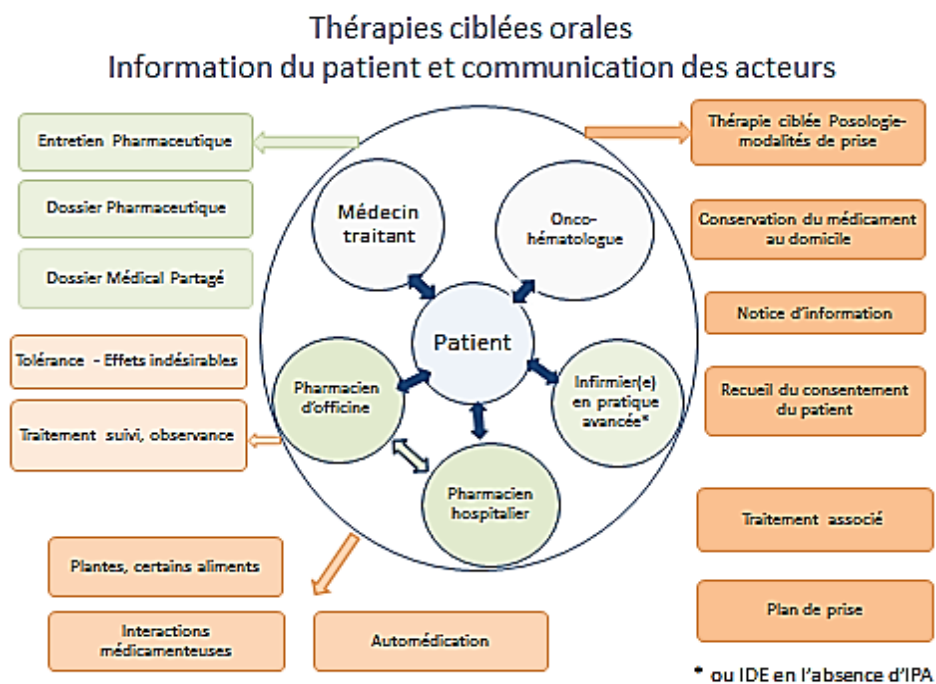 Thérapies ciblées orales
Information du patient et communication des acteurs
Entretien Pharmaceutique
Dossier Pharmaceutique
Dossier Médical Partagé
Tolérance - Effets indésirables
Traitement suivi, observance
Plantes, certains aliments
Interactions
médicamenteuses
Automédication
Médecin
traitant
Onco-
hématologue
Patient
Pharmacien
d'officine
Infirmier(e)
en pratique
avancée*
Pharmacien
hospitalier
Thérapie ciblée Posologie-
modalités de prise
Conservation du médicament
au domicile
Notice d'information
Recueil du consentement
du patient
Traitement associé
Plan de prise
* ou IDE en l'absence d'IPA